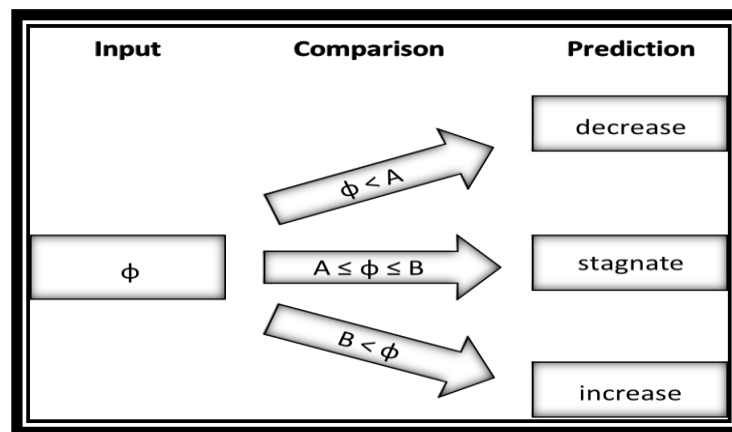 Input Comparison Prediction
decrease
ϕ < A
ϕ
A ≤ ϕ ≤ B
stagnate
B < ϕ
increase